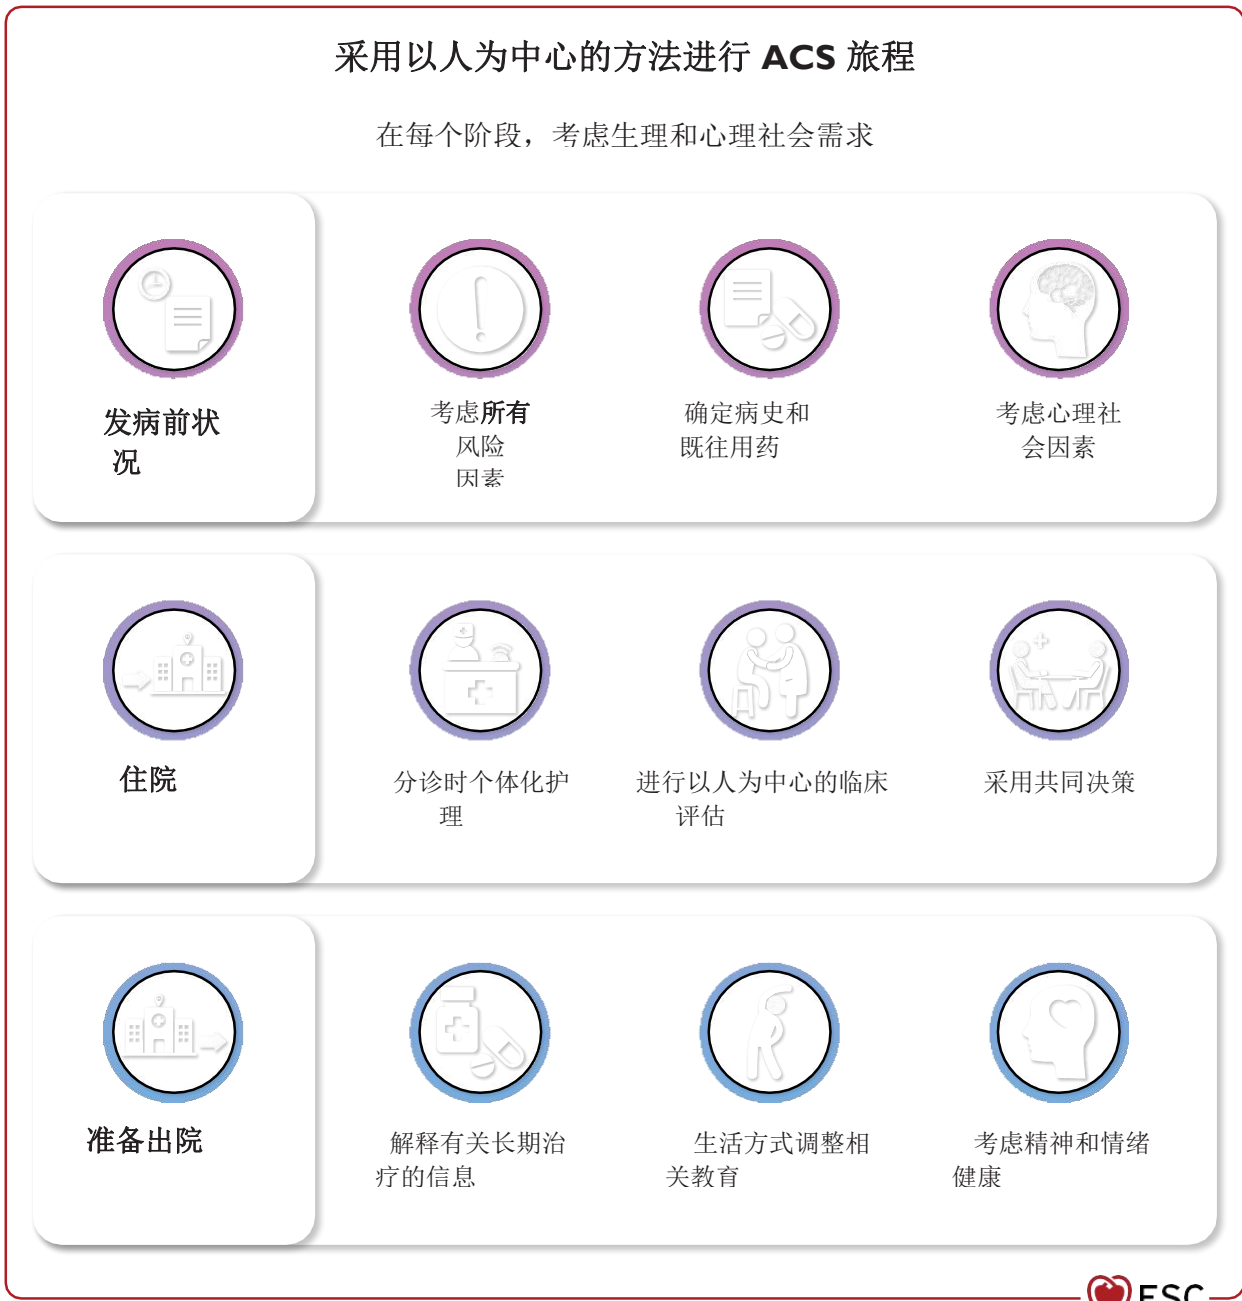 采用以人为中心的方法进行 ACS 旅程
在每个阶段，考虑生理和心理社会需求
发病前状
况
考虑所有
风险
因素
确定病史和
既往用药
考虑心理社
会因素
住院
分诊时个体化护
理
进行以人为中心的临床
评估
采用共同决策
准备出院
解释有关长期治
疗的信息
生活方式调整相
关教育
考虑精神和情绪
健康
ESC